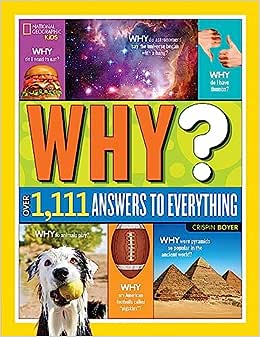 NATIONAL
GEOGRAPHIC
KiDS
WHY
do I need to eat?
WHY do astronomers
say the universe began
with a bang?
WHY
do I have
thumbs?
WHY?
OVER 1,111 ANSWERS TO EVERYTHING
CRISPIN BOYER
WHY do animals play?
WHY
are American
footballs called
"pigskins?"
WHY were pyramids
so popular in the
ancient world?